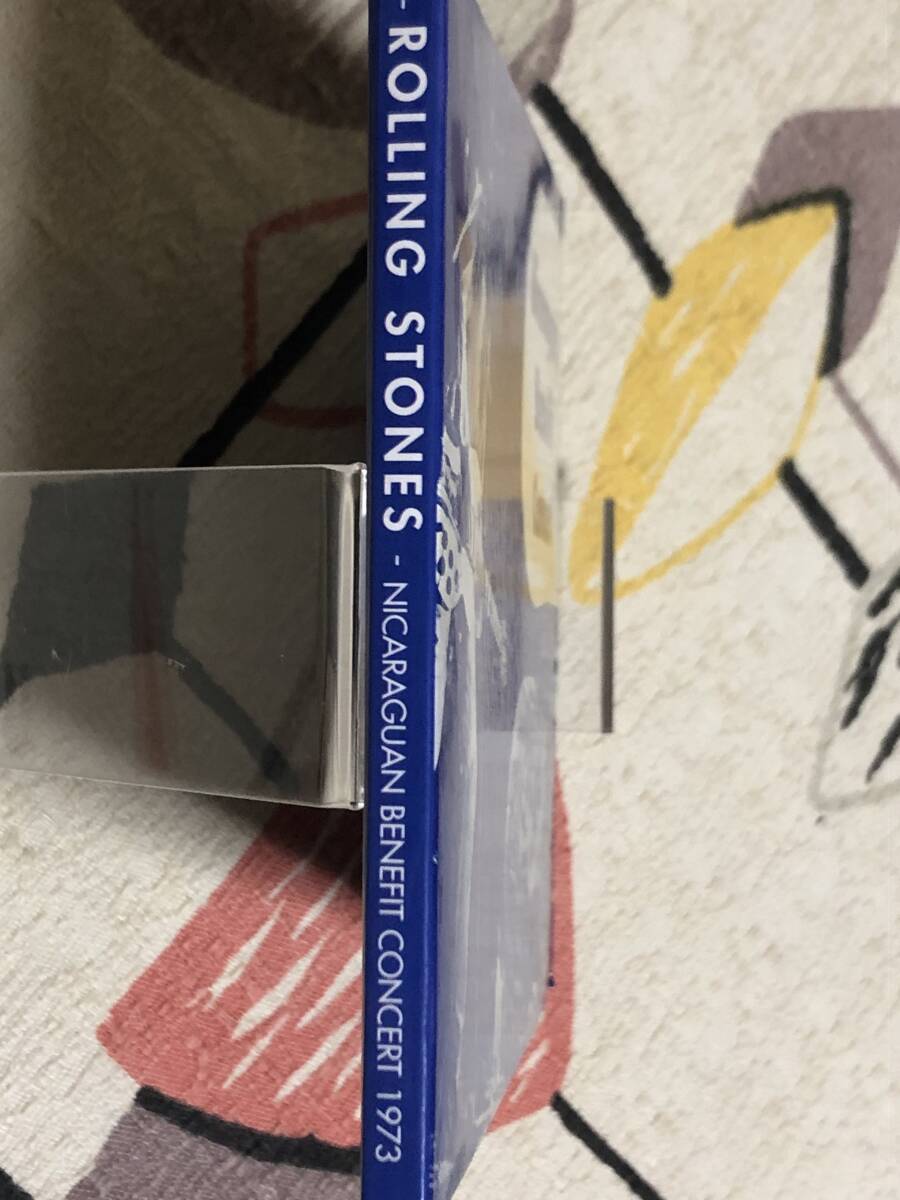 - ROLLING STONES - NICARAGUAN BENEFIT CONCERT 1973